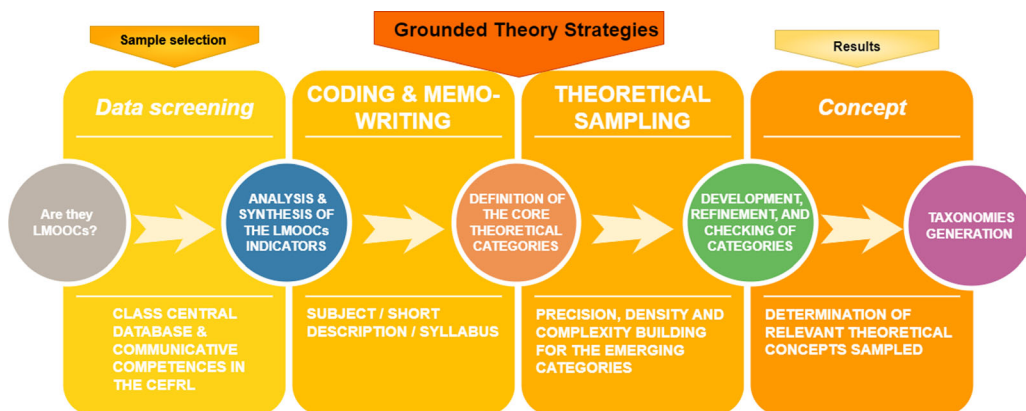 Sample selection
Grounded Theory Strategies
Results
Data screening
CODING & MEMO-
WRITING
THEORETICAL
SAMPLING
Concept
Are they
LMOOCs?
ANALYSIS &
SYNTHESIS OF
THE LMOOCs
INDICATORS
DEFINITION OF
THE CORE
THEORETICAL
CATEGORIES
DEVELOPMENT,
REFINEMENT, AND
CHECKING OF
CATEGORIES
TAXONOMIES
GENERATION
CLASS CENTRAL
DATABASE &
COMMUNICATIVE
COMPETENCES IN
THE CEFRL
SUBJECT / SHORT
DESCRIPTION / SYLLABUS
PRECISION, DENSITY AND
COMPLEXITY BUILDING
FOR THE EMERGING
CATEGORIES
DETERMINATION OF
RELEVANT THEORETICAL
CONCEPTS SAMPLED